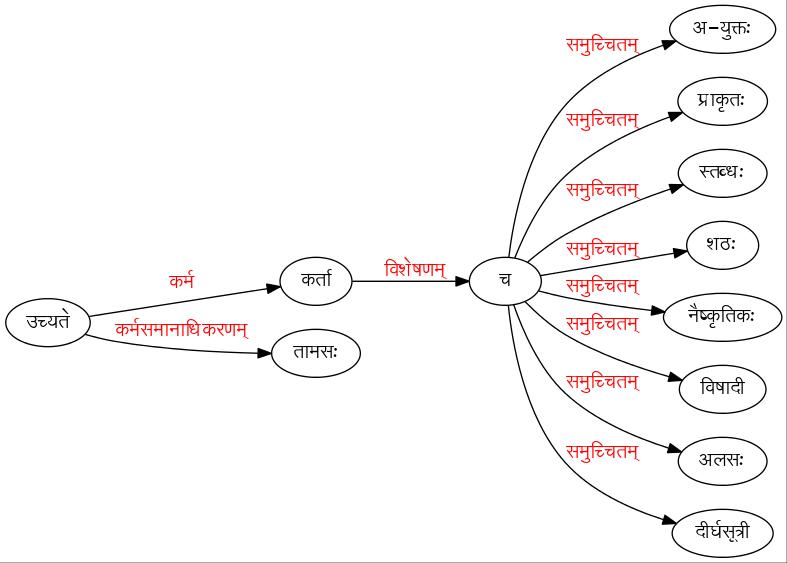 अ-युक्तः
समुच्चितम्
प्राकृतः
समुच्चितम्
स्तब्धः
समुच्चितम्
शठः
समुच्चितम्
कर्म
कर्ता
विशेषणम्
च
समुच्चितम्
नैष्कृतिकः
उच्यते
समुच्चितम्
कर्मसमानाधिकरणम्
तामसः
विषादी
समुच्चितम्
अलसः
समुच्चितम्
दीर्घसूत्री